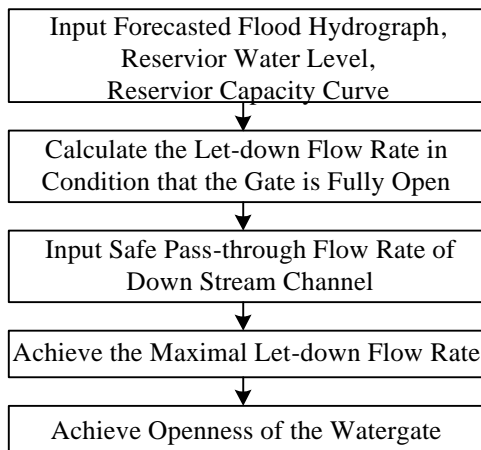 Input Forecasted Flood Hydrograph,
Reservior Water Level,
Reservior Capacity Curve
Calculate the Let-down Flow Rate in
Condition that the Gate is Fully Open
Input Safe Pass-through Flow Rate of
Down Stream Channel
Achieve the Maximal Let-down Flow Rate
Achieve Openness of the Watergate